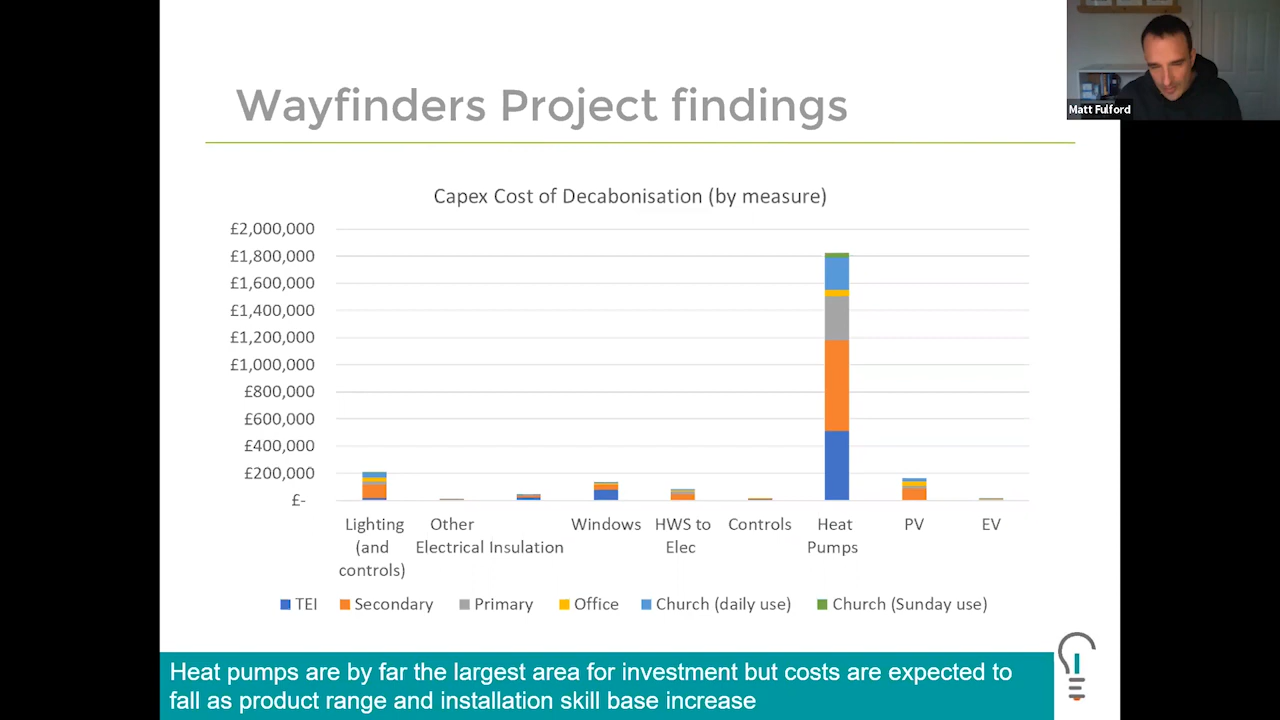 Wayfinders Project findings
Matt Fulford
Capex Cost of Decabonisation (by measure)
£2,000,000
£1,800,000
£1,600,000
£1,400,000
£1,200,000
£1,000,000
£800,000
£600,000
£400,000
£200,000
£-
Lighting (and controls)
Other Electrical
Insulation
Windows
HWS to Elec
Controls
Heat Pumps
PV
EV
TEI Secondary Primary Office Church (daily use) Church (Sunday use)
Heat pumps are by far the largest area for investment but costs are expected to
fall as product range and installation skill base increase